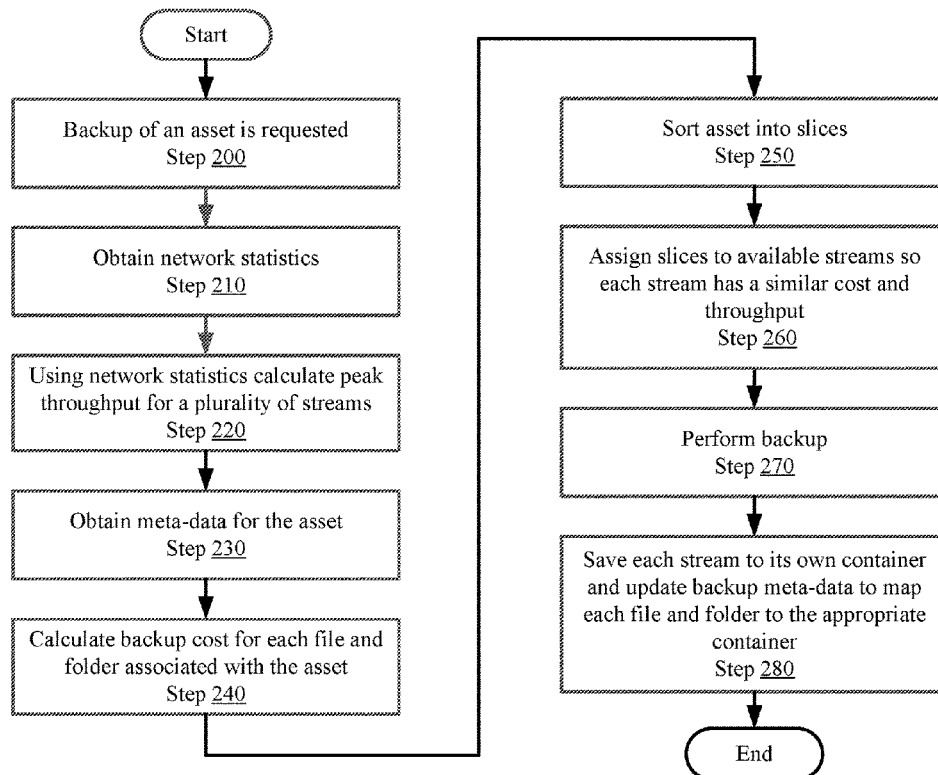 Start
Backup of an asset is requested
Step 200
Obtain network statistics
Step 210
Using network statistics calculate peak
throughput for a plurality of streams
Step 220
Obtain meta-data for the asset
Step 230
Calculate backup cost for each file and
folder associated with the asset
Step 240
Sort asset into slices
Step 250
Assign slices to available streams so
each stream has a similar cost and
throughput
Step 260
Perform backup
Step 270
Save each stream to its own container
and update backup meta-data to map
each file and folder to the appropriate
container
Step 280
End